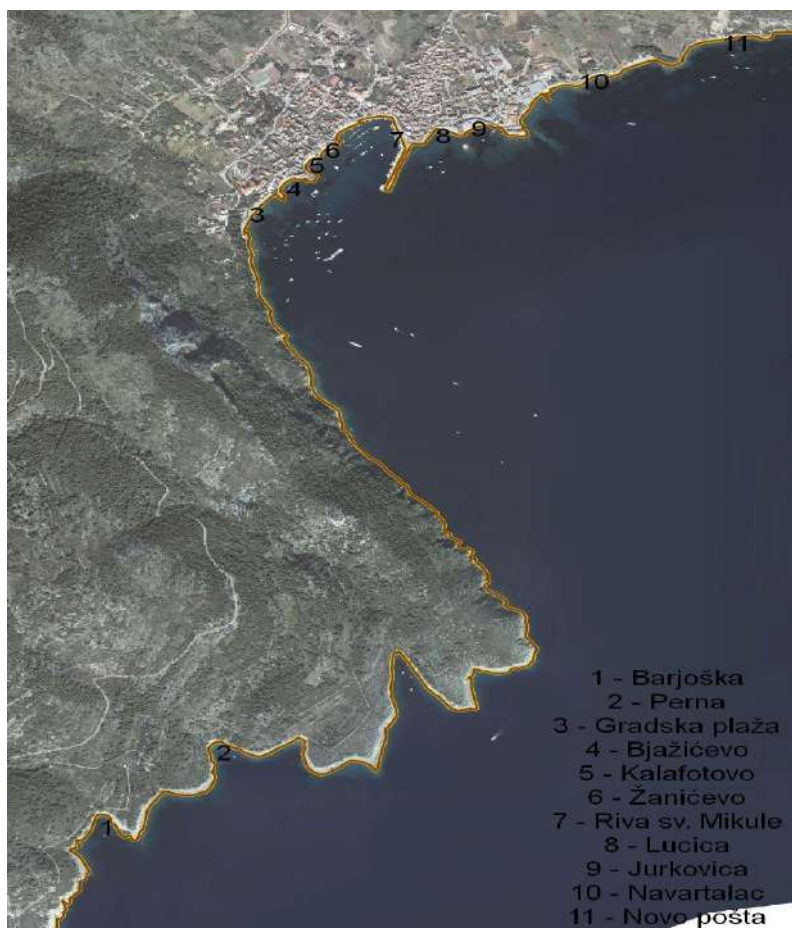 11
10
9
8
7
6
5
4
3
2
1
1 - Barjoška
2 - Perna
3 - Gradska plaža
4 - Bjažićevo
5 - Kalafotovo
6 - Žanićevo
7 - Riva sv. Mikule
8 - Lucica
9 - Jurkovica
10 - Navartalac
11 - Novo pošta